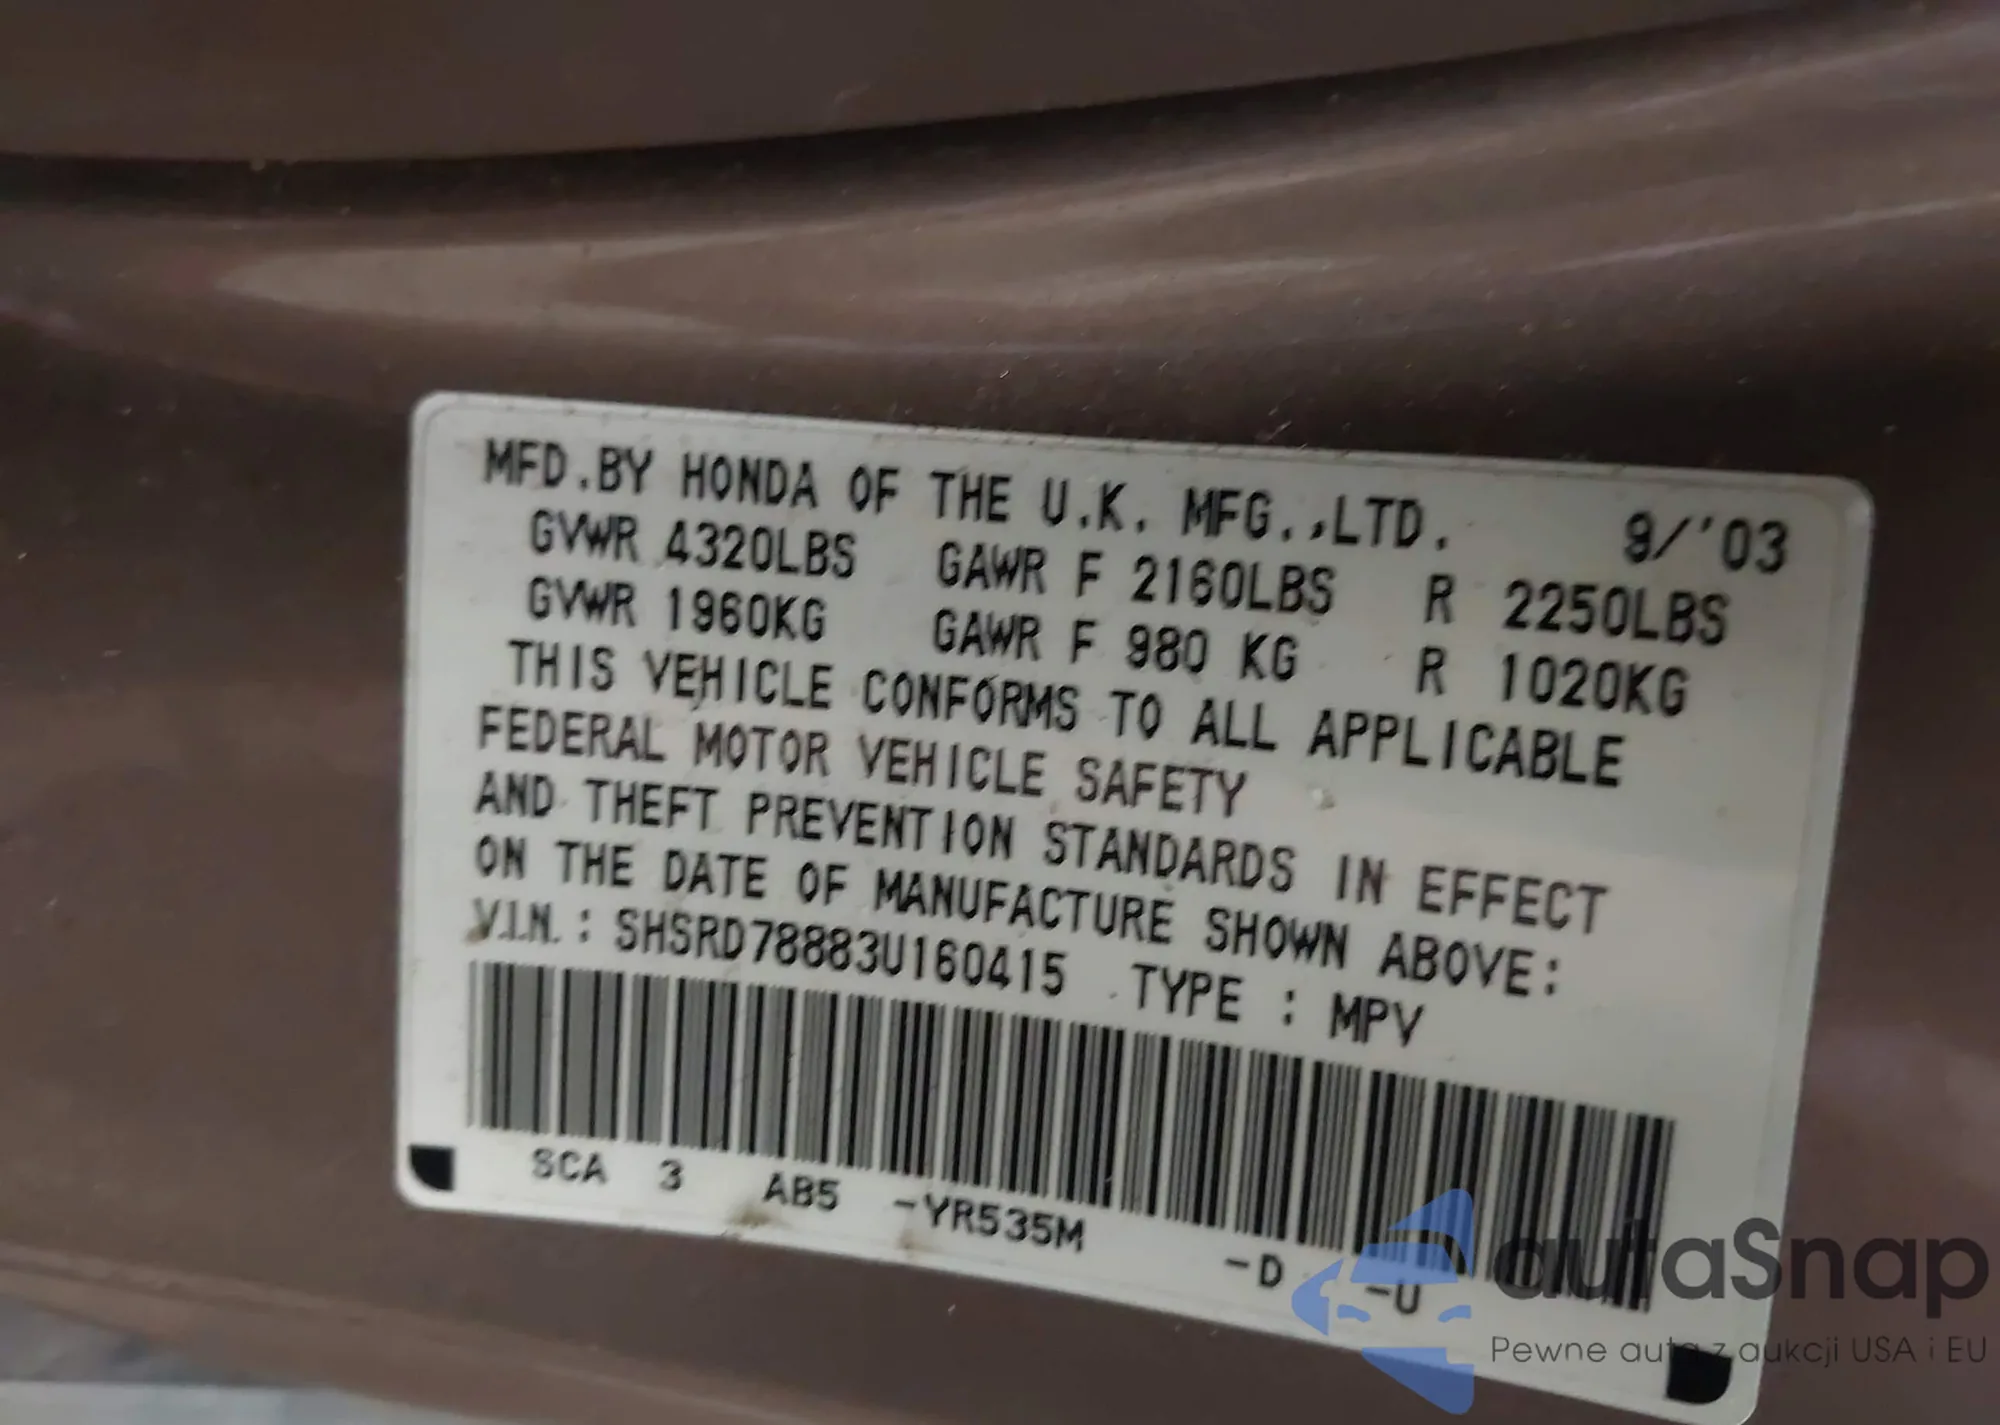 MFD.BY HONDA OF THE U.K. MFG.,LTD. 9/'03
GVWR 4320LBS GAWR F 2160LBS R 2250LBS
GVWR 1960KG GAWR F 980 KG R 1020KG
THIS VEHICLE CONFORMS TO ALL APPLICABLE
FEDERAL MOTOR VEHICLE SAFETY
AND THEFT PREVENTION STANDARDS IN EFFECT
ON THE DATE OF MANUFACTURE SHOWN ABOVE:
V.I.N.: SHSRD78883U160415 TYPE : MPV
SCA 3 AB5 -YR535M -D -U
autaSnap
Pewne auta z aukcji USA i EU